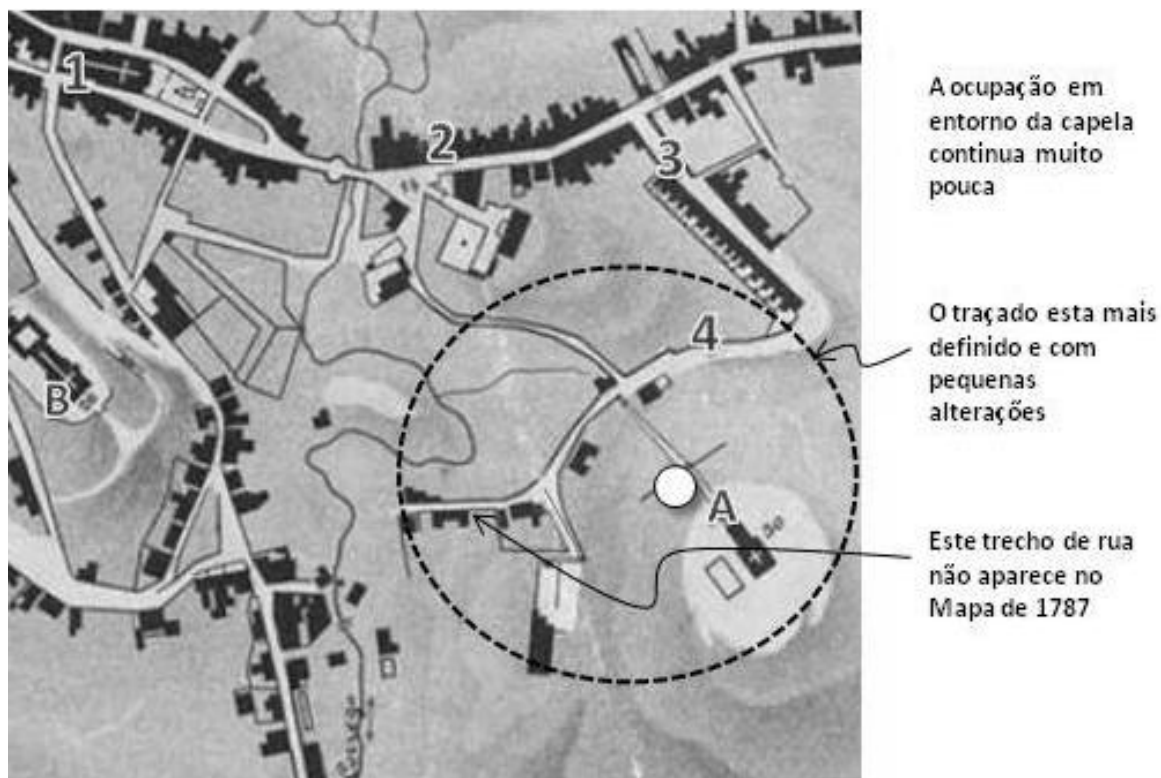 1
2
3
4
A
B
A ocupação em
entorno da capela
continua muito
pouca
O traçado esta mais
definido e com
pequenas
alterações
Este trecho de rua
não aparece no
Mapa de 1787